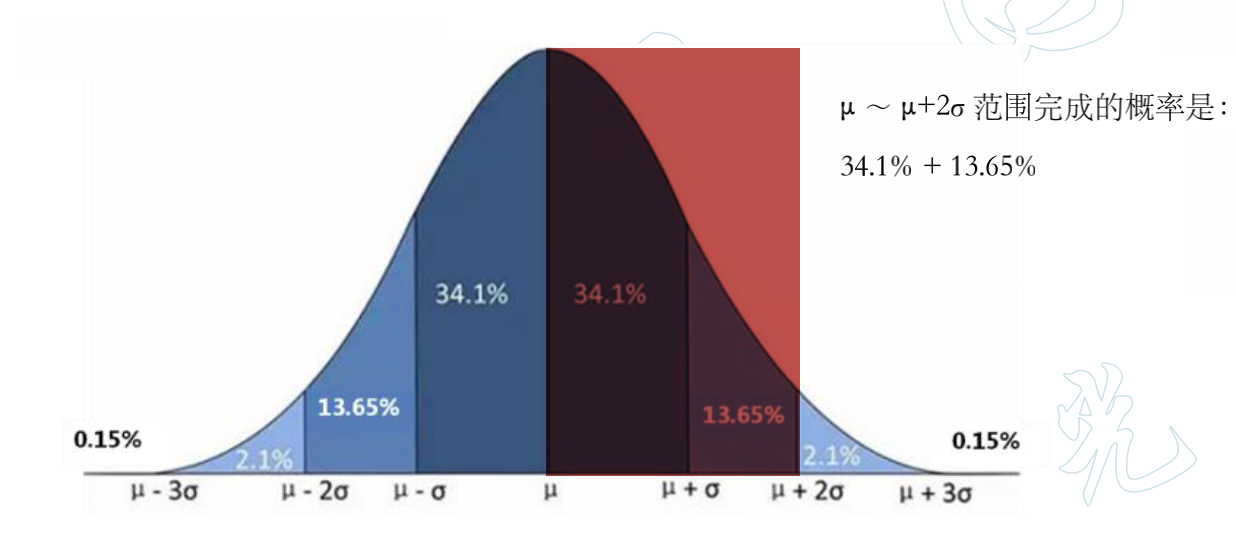 μ ～ μ+2σ 范围完成的概率是：
34.1% + 13.65%
34.1%
34.1%
13.65%
13.65%
0.15%
0.15%
2.1%
2.1%
μ - 3σ
μ - 2σ
μ - σ
μ
μ + σ
μ + 2σ
μ + 3σ